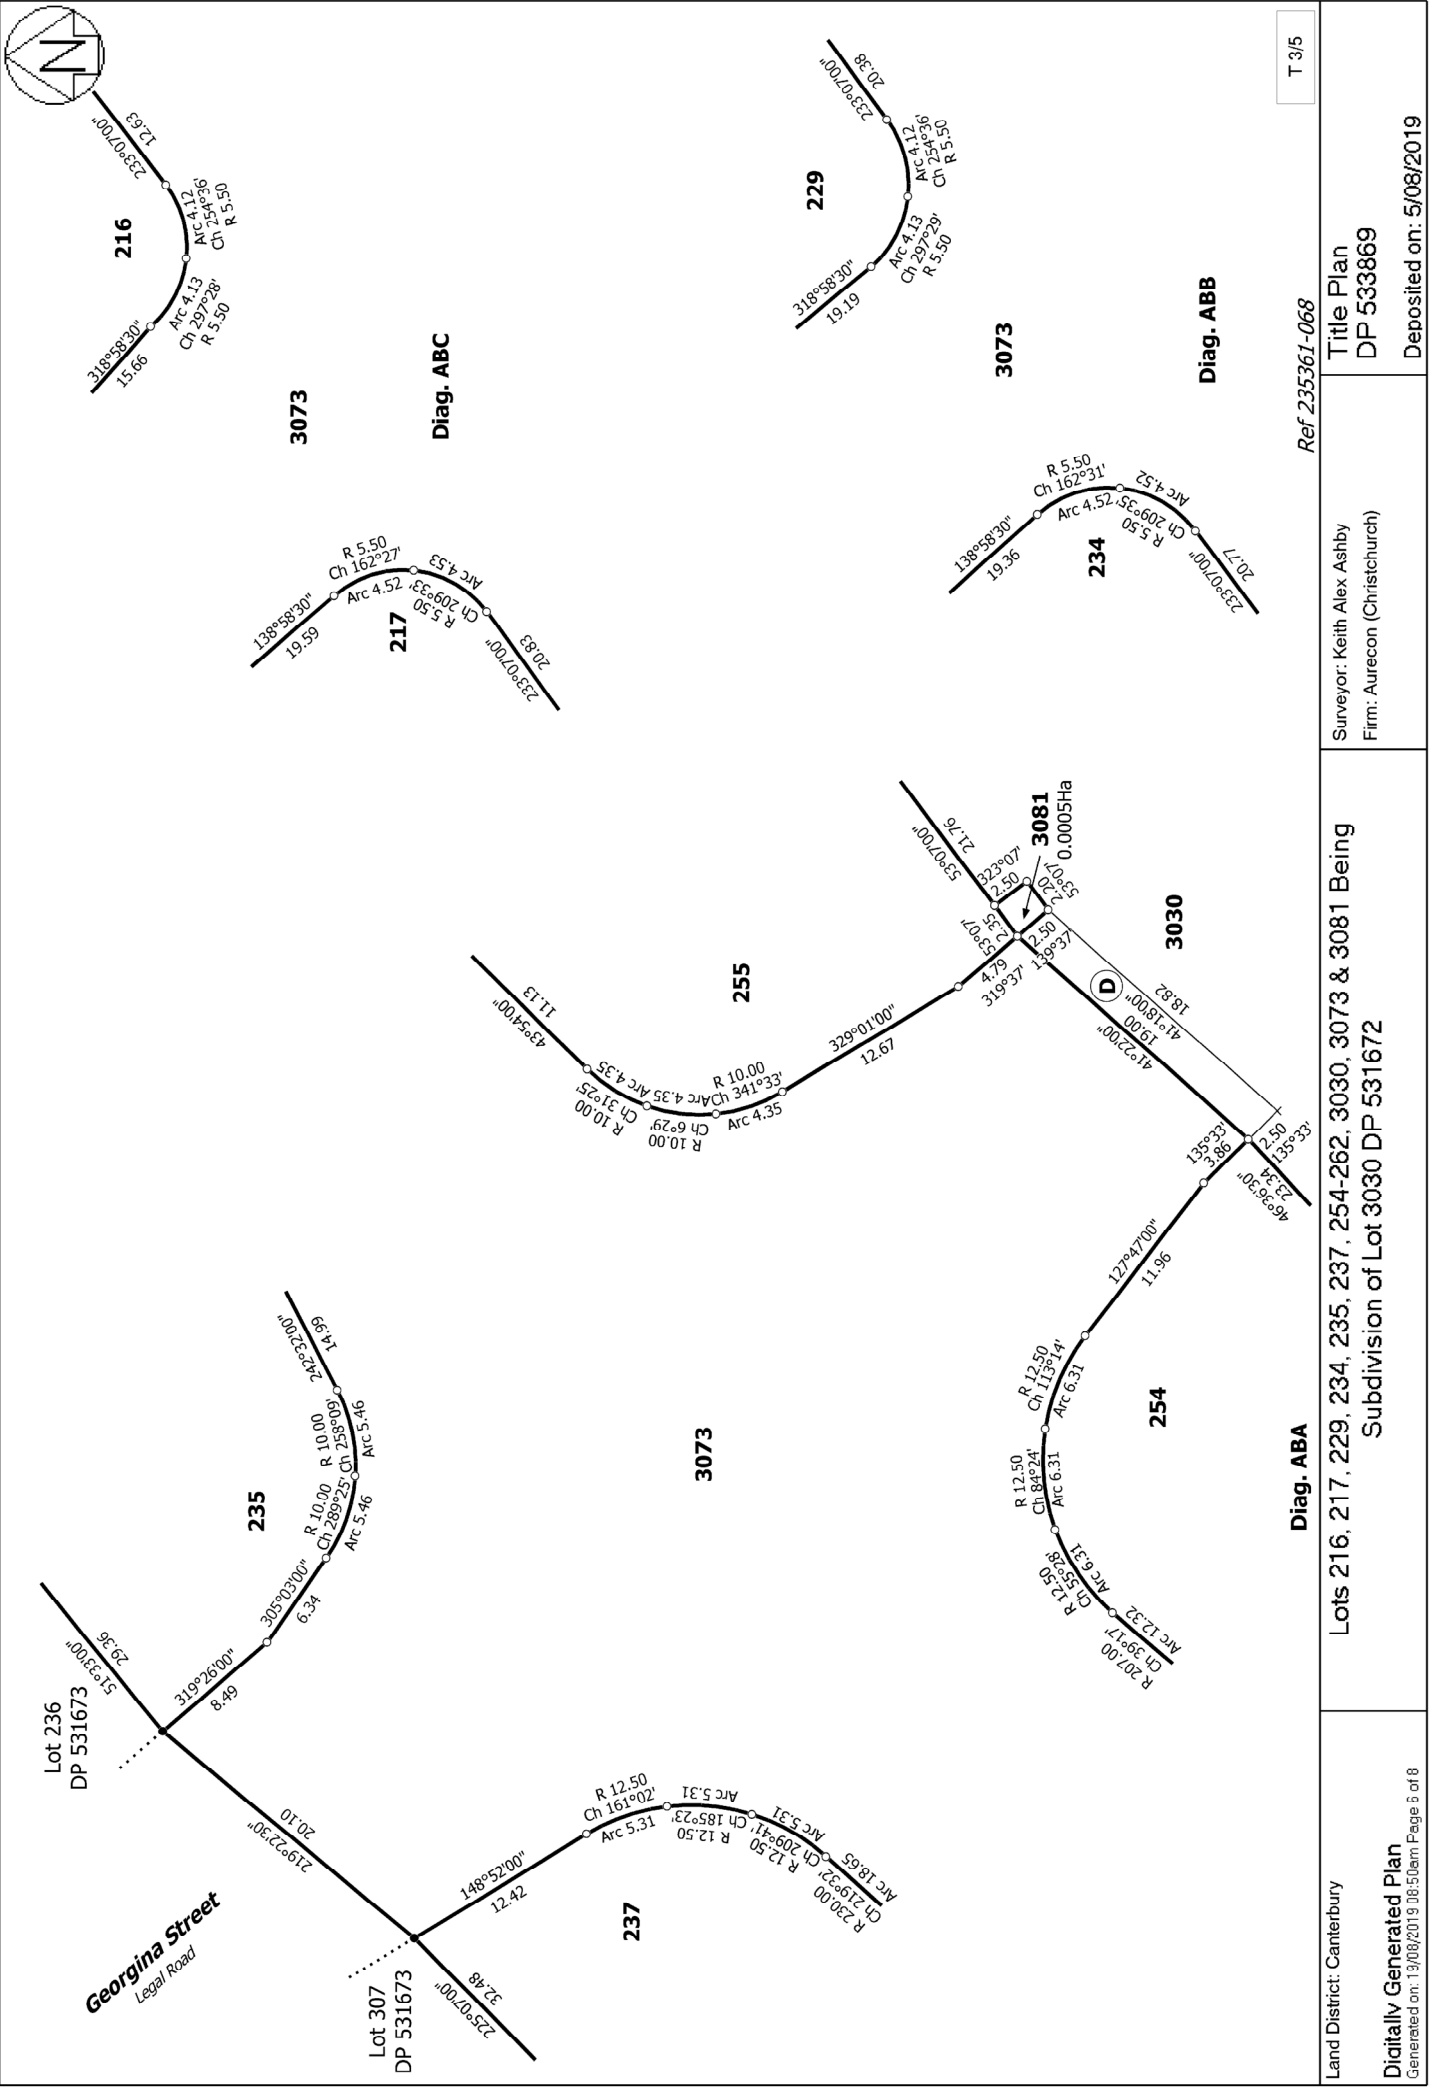 N
Georgina Street
Legal Road
Lot 236
DP 531673
Lot 307
DP 531673
51°33'00"
29.36
219°22'30"
20.10
225°07'00"
32.48
319°26'00"
8.49
305°03'00"
6.34
R 10.00
Ch 289°25'
Arc 5.46
R 10.00
Ch 258°09'
Arc 5.46
242°32'00"
14.99
235
148°52'00"
12.42
R 12.50
Ch 161°02'
Arc 5.31
Arc 5.31
Ch 185°23'
R 12.50
Arc 5.31
Ch 209°41'
R 12.50
Arc 18.65
Ch 219°32'
R 230.00
237
3073
43°54'00"
11.13
Arc 4.35
Ch 31°25'
R 10.00
Arc 4.35
Ch 6°29'
R 10.00
R 10.00
Ch 341°33'
Arc 4.35
329°01'00"
12.67
255
4.79
319°37'
53°07'
2.35
53°07'00"
21.76
323°07'
2.50
2.20
53°07'
2.50
139°37'
3081
0.0005Ha
3030
D
41°22'00"
19.00
41°18'00"
18.82
135°33'
3.86
2.50
135°33'
46°36'30"
23.34
127°47'00"
11.96
R 12.50
Ch 113°14'
Arc 6.31
R 12.50
Ch 84°24'
Arc 6.31
R 12.50
Ch 55°28'
Arc 6.31
R 207.00
Ch 39°17'
Arc 12.32
254
Diag. ABA
138°58'30"
19.59
R 5.50
Ch 162°27'
Arc 4.52
Arc 4.53
Ch 209°33'
R 5.50
233°07'00"
20.83
217
318°58'30"
15.66
Arc 4.13
Ch 297°28'
R 5.50
Arc 4.12
Ch 254°36'
R 5.50
233°07'00"
12.63
216
3073
Diag. ABC
318°58'30"
19.19
Arc 4.13
Ch 297°29'
R 5.50
Arc 4.12
Ch 254°36'
R 5.50
233°07'00"
20.38
229
3073
138°58'30"
19.36
R 5.50
Ch 162°31'
Arc 4.52
Arc 4.52
Ch 209°35'
R 5.50
233°07'00"
20.77
234
Diag. ABB
T 3/5
Ref 235361-068
Land District: Canterbury
Digitally Generated Plan
Generated on: 19/08/2019 08:50am Page 6 of 8
Lots 216, 217, 229, 234, 235, 237, 254-262, 3030, 3073 & 3081 Being
Subdivision of Lot 3030 DP 531672
Surveyor: Keith Alex Ashby
Firm: Aurecon (Christchurch)
Title Plan
DP 533869
Deposited on: 5/08/2019